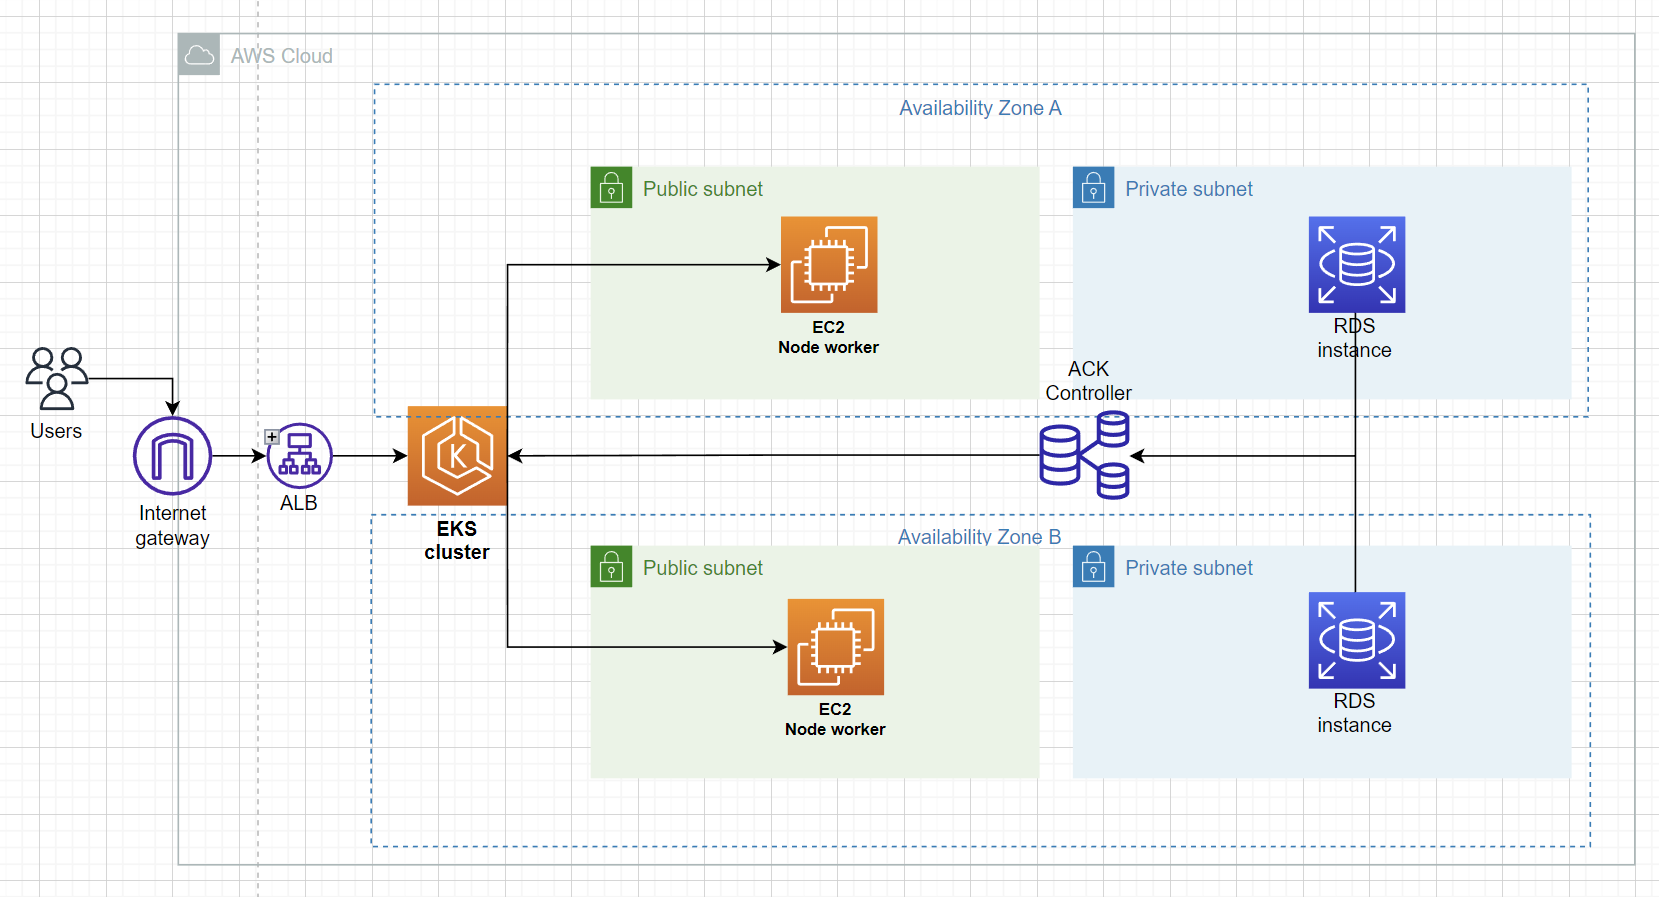 AWS Cloud
Availability Zone A
Public subnet
Private subnet
EC2
Node worker
RDS
instance
ACK
Controller
Users
Internet
gateway
ALB
K
EKS
cluster
Availability Zone B
Public subnet
Private subnet
EC2
Node worker
RDS
instance